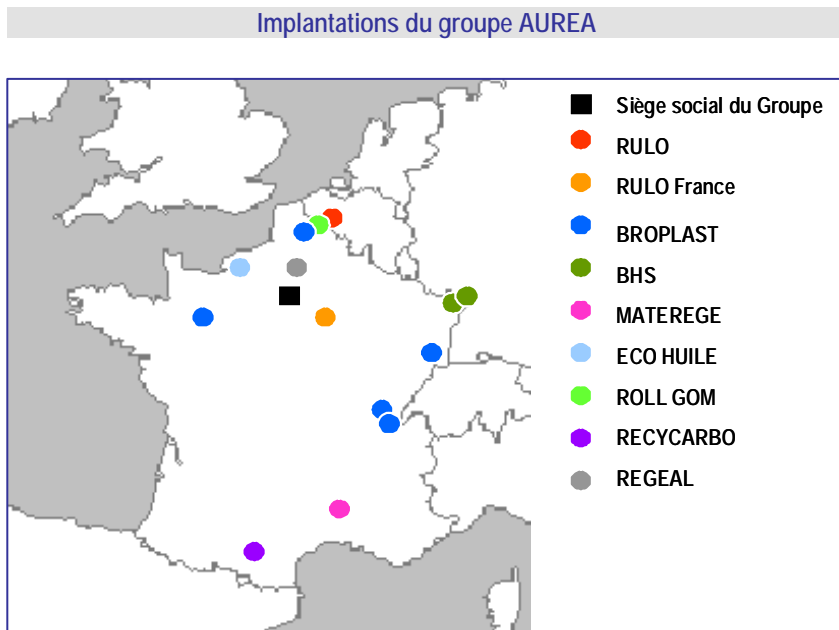 Implantations du groupe AUREA
Siège social du Groupe
RULO
RULO France
BROPLAST
BHS
MATEREGE
ECO HUILE
ROLL GOM
RECYCARBO
REGEAL